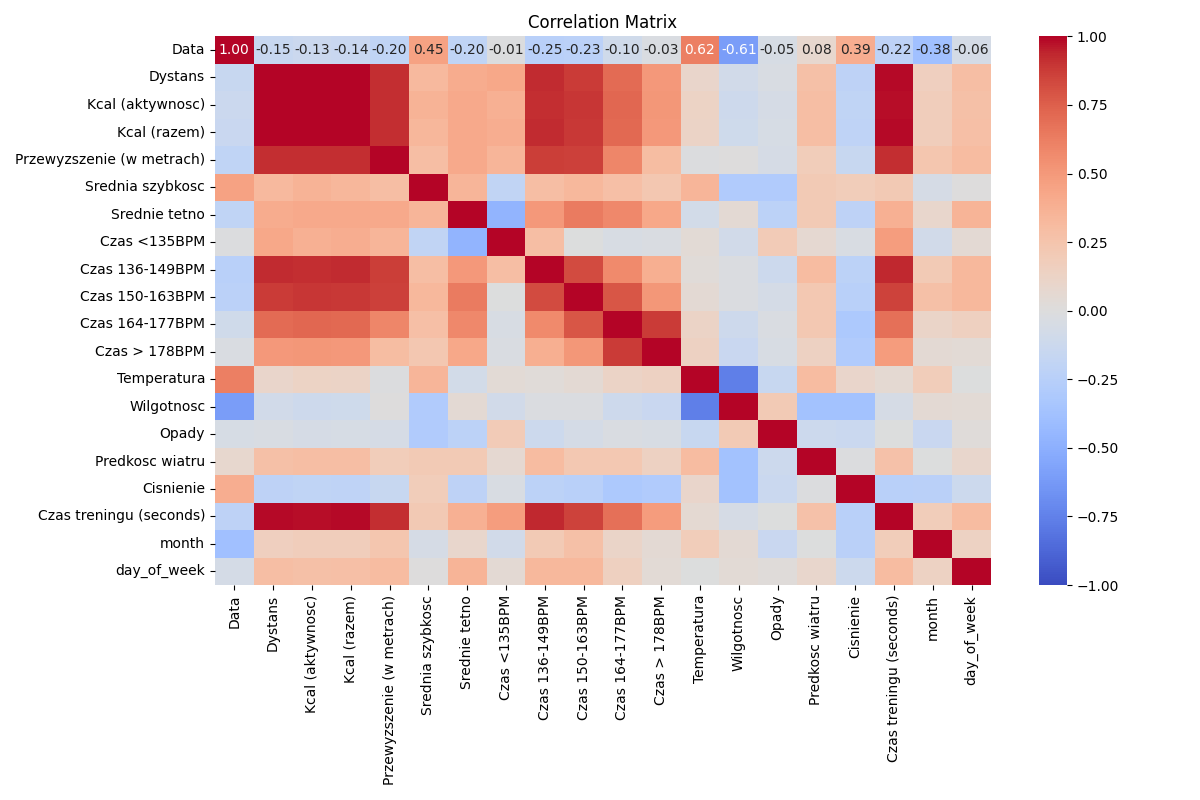 Correlation Matrix
Data 1.00 -0.15 -0.13 -0.14 -0.20 0.45 -0.20 -0.01 -0.25 -0.23 -0.10 -0.03 0.62 -0.61 -0.05 0.08 0.39 -0.22 -0.38 -0.06
Dystans
Kcal (aktywnosc)
Kcal (razem)
Przewyzszenie (w metrach)
Srednia szybkosc
Srednie tetno
Czas <135BPM
Czas 136-149BPM
Czas 150-163BPM
Czas 164-177BPM
Czas > 178BPM
Temperatura
Wilgotnosc
Opady
Predkosc wiatru
Cisnienie
Czas treningu (seconds)
month
day_of_week
Data
Dystans
Kcal (aktywnosc)
Kcal (razem)
Przewyzszenie (w metrach)
Srednia szybkosc
Srednie tetno
Czas <135BPM
Czas 136-149BPM
Czas 150-163BPM
Czas 164-177BPM
Czas > 178BPM
Temperatura
Wilgotnosc
Opady
Predkosc wiatru
Cisnienie
Czas treningu (seconds)
month
day_of_week
1.00
0.75
0.50
0.25
0.00
−0.25
−0.50
−0.75
−1.00